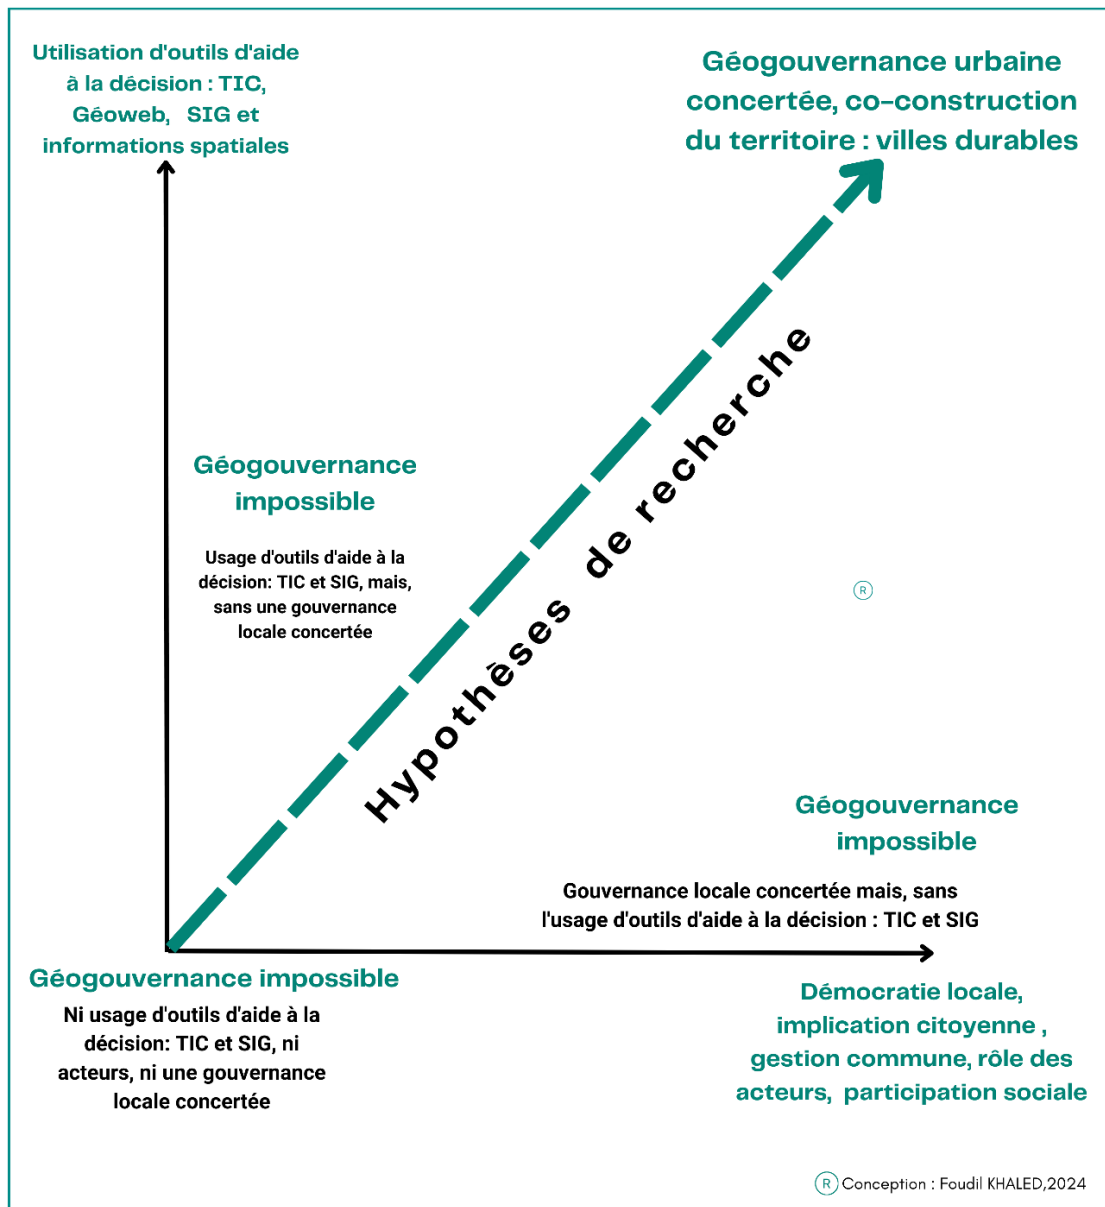 Utilisation d'outils d'aide
à la décision : TIC,
Géoweb, SIG et
informations spatiales
Géogouvernance urbaine
concertée, co-construction
du territoire : villes durables
Hypothèses de recherche
Géogouvernance
impossible
Usage d'outils d'aide à la
décision: TIC et SIG, mais,
sans une gouvernance
locale concertée
R
Géogouvernance
impossible
Gouvernance locale concertée mais, sans
l'usage d'outils d'aide à la décision : TIC et SIG
Géogouvernance impossible
Ni usage d'outils d'aide à la
décision: TIC et SIG, ni
acteurs, ni une gouvernance
locale concertée
Démocratie locale,
implication citoyenne ,
gestion commune, rôle des
acteurs, participation sociale
R Conception : Foudil KHALED,2024